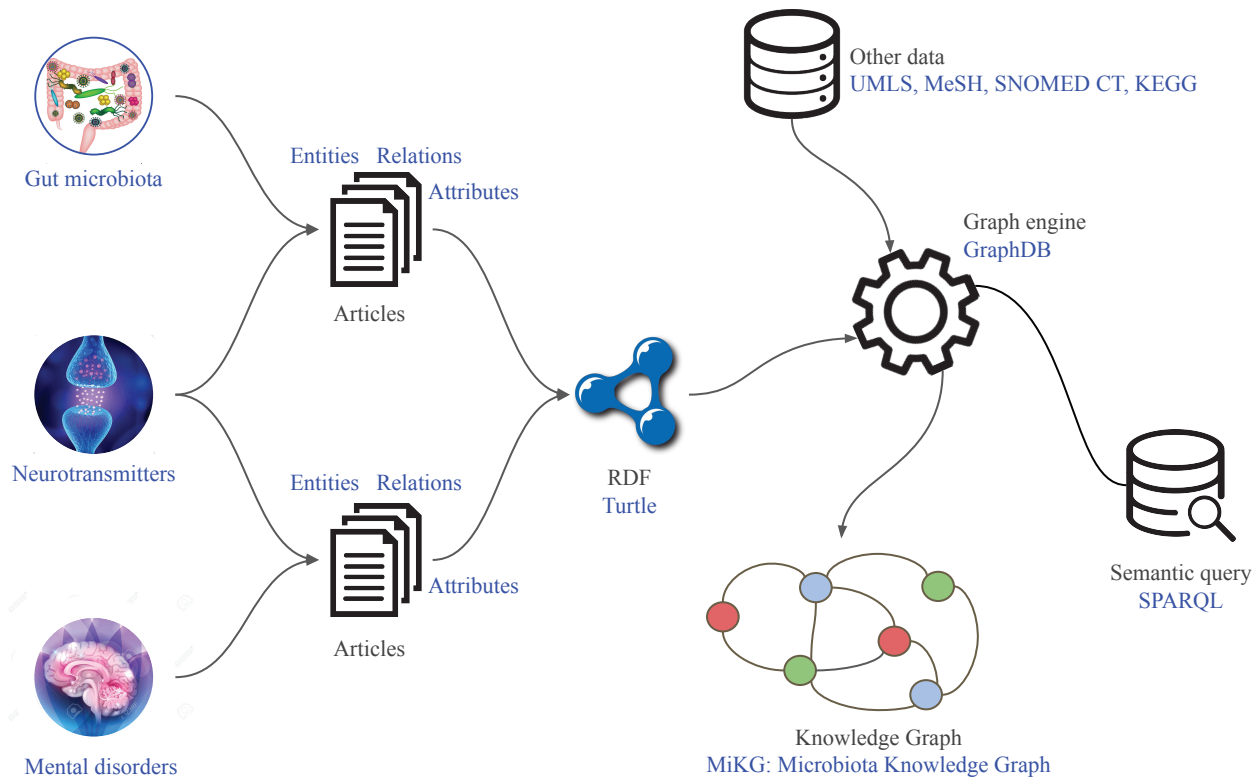 Other data
UMLS, MeSH, SNOMED CT, KEGG
Gut microbiota
Entities Relations
Attributes
Articles
Graph engine
GraphDB
Neurotransmitters
RDF
Turtle
Entities Relations
Attributes
Articles
Semantic query
SPARQL
Mental disorders
Knowledge Graph
MiKG: Microbiota Knowledge Graph